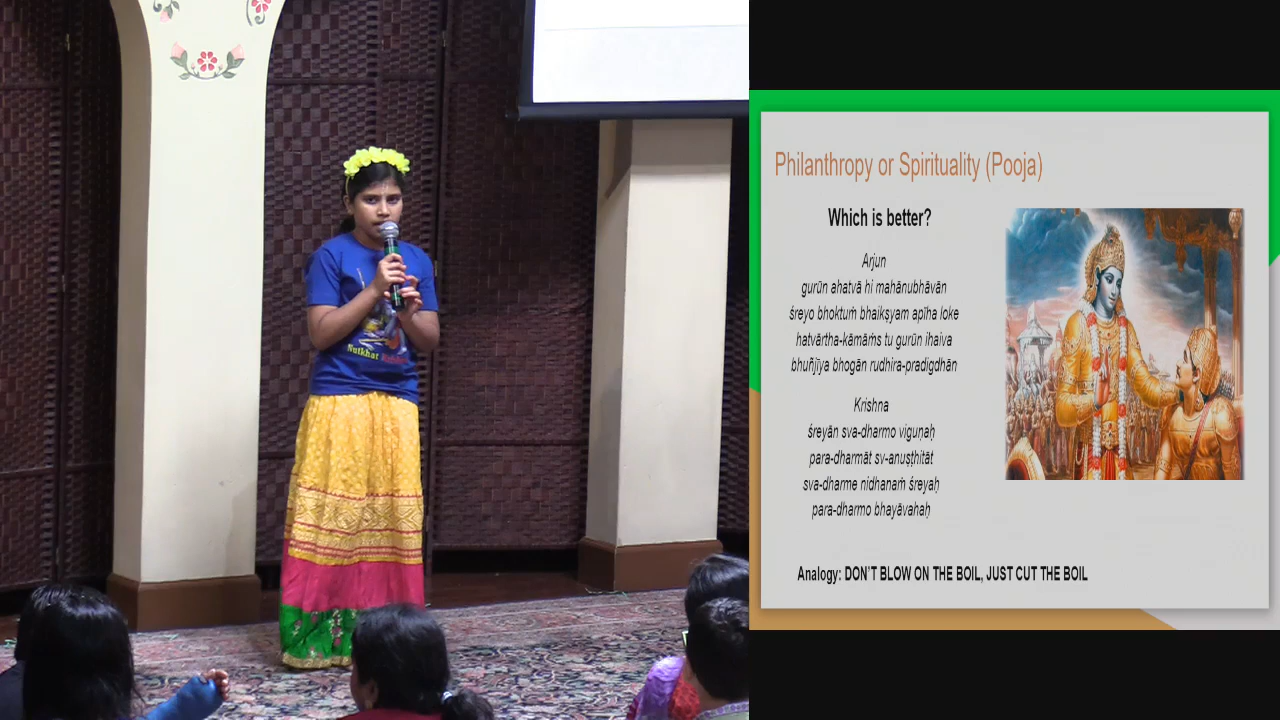 Nutkhat
Philanthropy or Spirituality (Pooja)
Which is better?
Arjun
gurūn ahatvā hi mahānubhāvān
śreyo bhoktuṁ bhaikṣyam apīha loke
hatvārtha-kāmāṁs tu gurūn ihaiva
bhuñjīya bhogān rudhira-pradigdhān
Krishna
śreyān sva-dharmo viguṇaḥ
para-dharmāt sv-anuṣṭhitāt
sva-dharme nidhanaṁ śreyaḥ
para-dharmo bhayāvahaḥ
Analogy: DON'T BLOW ON THE BOIL, JUST CUT THE BOIL